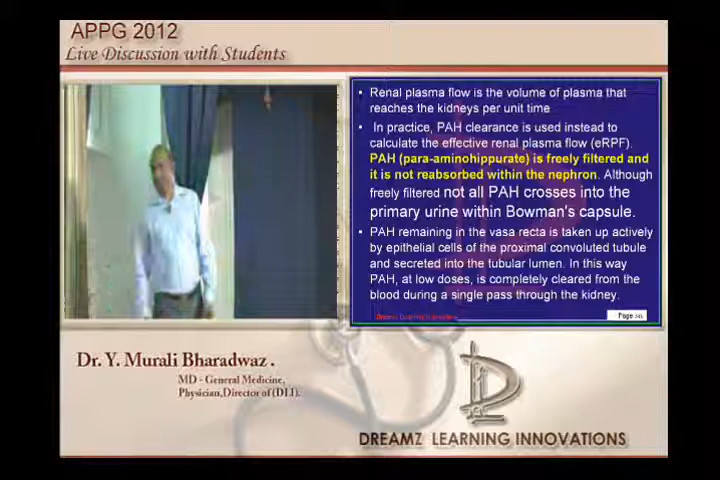 APPG 2012
Live Discussion with Students
• Renal plasma flow is the volume of plasma that
reaches the kidneys per unit time
• In practice, PAH clearance is used instead to
calculate the effective renal plasma flow (eRPF).
PAH (para-aminohippurate) is freely filtered and
it is not reabsorbed within the nephron. Although
freely filtered not all PAH crosses into the
primary urine within Bowman's capsule.
• PAH remaining in the vasa recta is taken up actively
by epithelial cells of the proximal convoluted tubule
and secreted into the tubular lumen. In this way
PAH, at low doses, is completely cleared from the
blood during a single pass through the kidney.
Dreamz Learning Innovations
Page
Dr. Y. Murali Bharadwaz .
MD - General Medicine,
Physician,Director of (DLI).
DREAMZ LEARNING INNOVATIONS